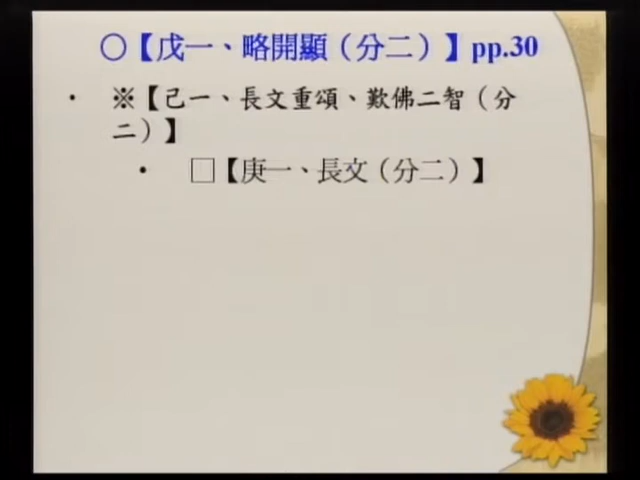 ○【戊一、略開顯（分二）】pp.30
• ※【己一、長文重頌、歎佛二智（分
二）】
• □【庚一、長文（分二）】